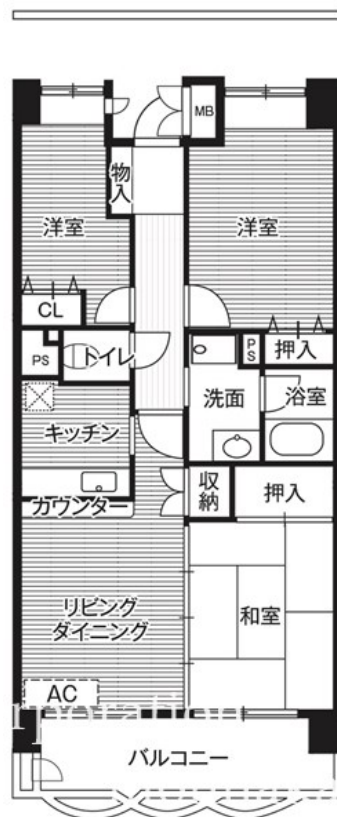 MB
物入
洋室
洋室
CL
PS
トイレ
PS
押入
洗面
浴室
キッチン
カウンター
収納
押入
リビング
ダイニング
和室
AC
バルコニー